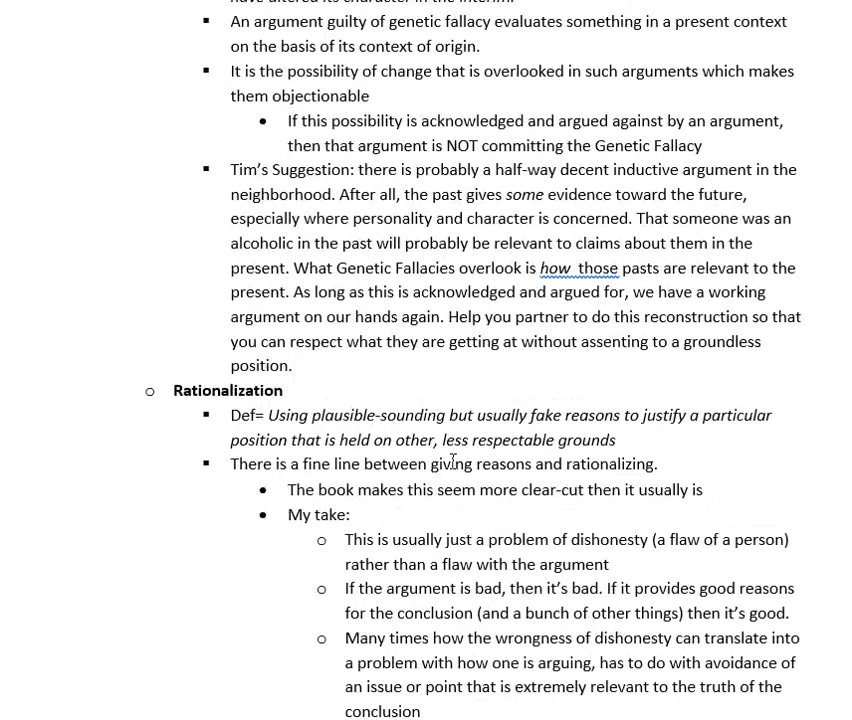 have altered its character in the interim.
▪ An argument guilty of genetic fallacy evaluates something in a present context
on the basis of its context of origin.
▪ It is the possibility of change that is overlooked in such arguments which makes
them objectionable
• If this possibility is acknowledged and argued against by an argument,
then that argument is NOT committing the Genetic Fallacy
▪ Tim’s Suggestion: there is probably a half-way decent inductive argument in the
neighborhood. After all, the past gives some evidence toward the future,
especially where personality and character is concerned. That someone was an
alcoholic in the past will probably be relevant to claims about them in the
present. What Genetic Fallacies overlook is how  those pasts are relevant to the
present. As long as this is acknowledged and argued for, we have a working
argument on our hands again. Help you partner to do this reconstruction so that
you can respect what they are getting at without assenting to a groundless
position.
o Rationalization
▪ Def= Using plausible-sounding but usually fake reasons to justify a particular
position that is held on other, less respectable grounds
▪ There is a fine line between giving reasons and rationalizing.
• The book makes this seem more clear-cut then it usually is
• My take:
o This is usually just a problem of dishonesty (a flaw of a person)
rather than a flaw with the argument
o If the argument is bad, then it’s bad. If it provides good reasons
for the conclusion (and a bunch of other things) then it’s good.
o Many times how the wrongness of dishonesty can translate into
a problem with how one is arguing, has to do with avoidance of
an issue or point that is extremely relevant to the truth of the
conclusion